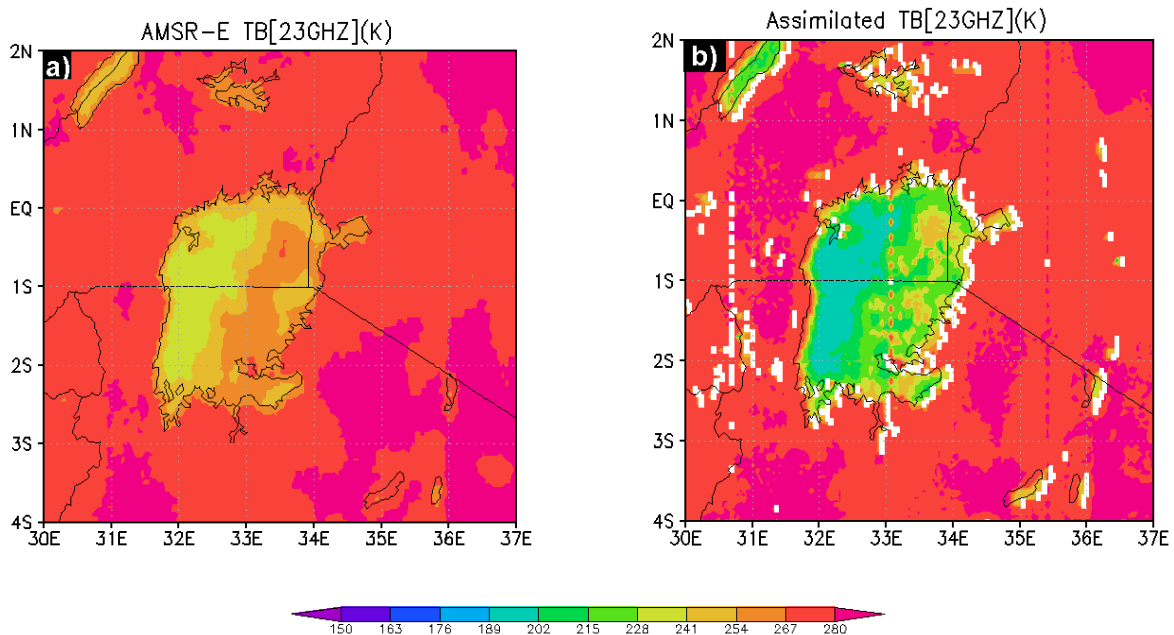 AMSR-E TB[23GHZ](K)
Assimilated TB[23GHZ](K)
a)
b)
2N
1N
EQ
1S
2S
3S
4S
30E 31E 32E 33E 34E 35E 36E 37E
2N
1N
EQ
1S
2S
3S
4S
30E 31E 32E 33E 34E 35E 36E 37E
150 163 176 189 202 215 228 241 254 267 280